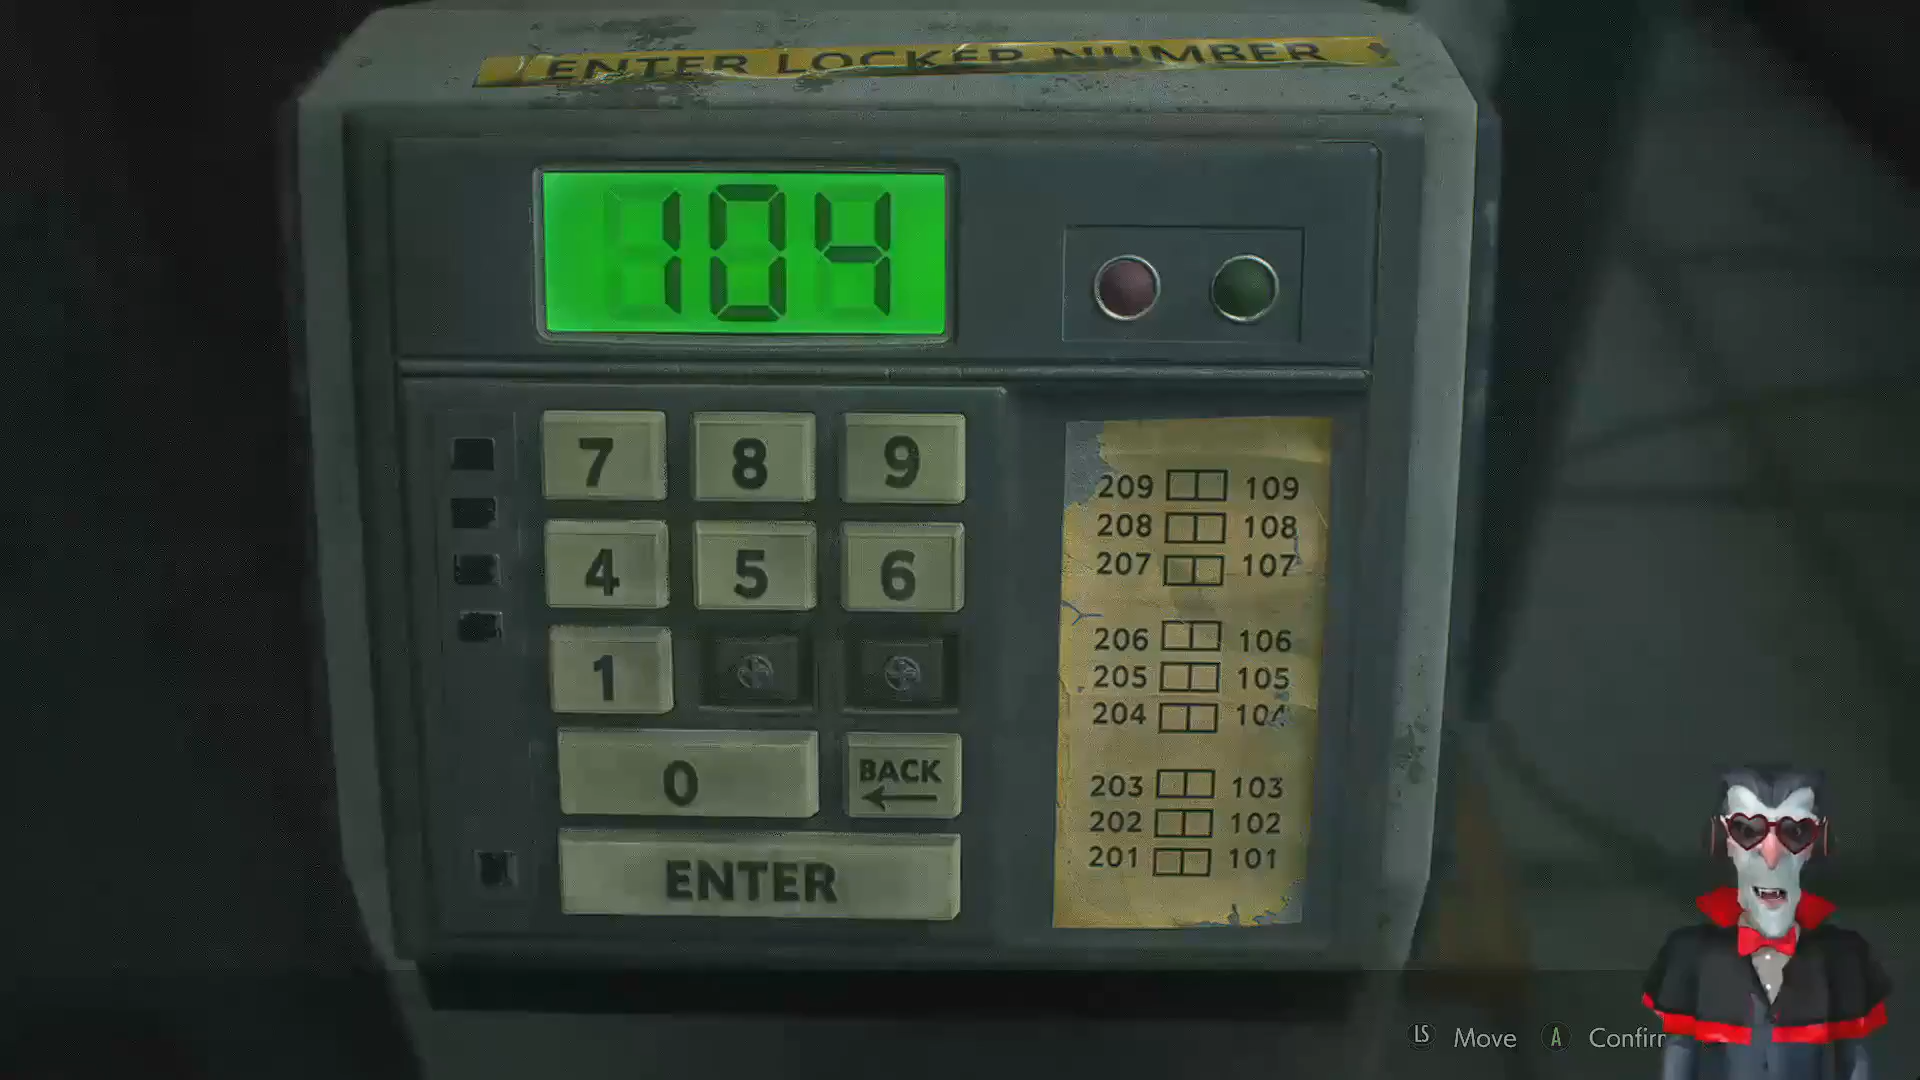 ENTER LOCKER NUMBER
104
7 8 9
4 5 6
1
0 BACK
ENTER
209 109
208 108
207 107
206 106
205 105
204 104
203 103
202 102
201 101
LS Move A Confir